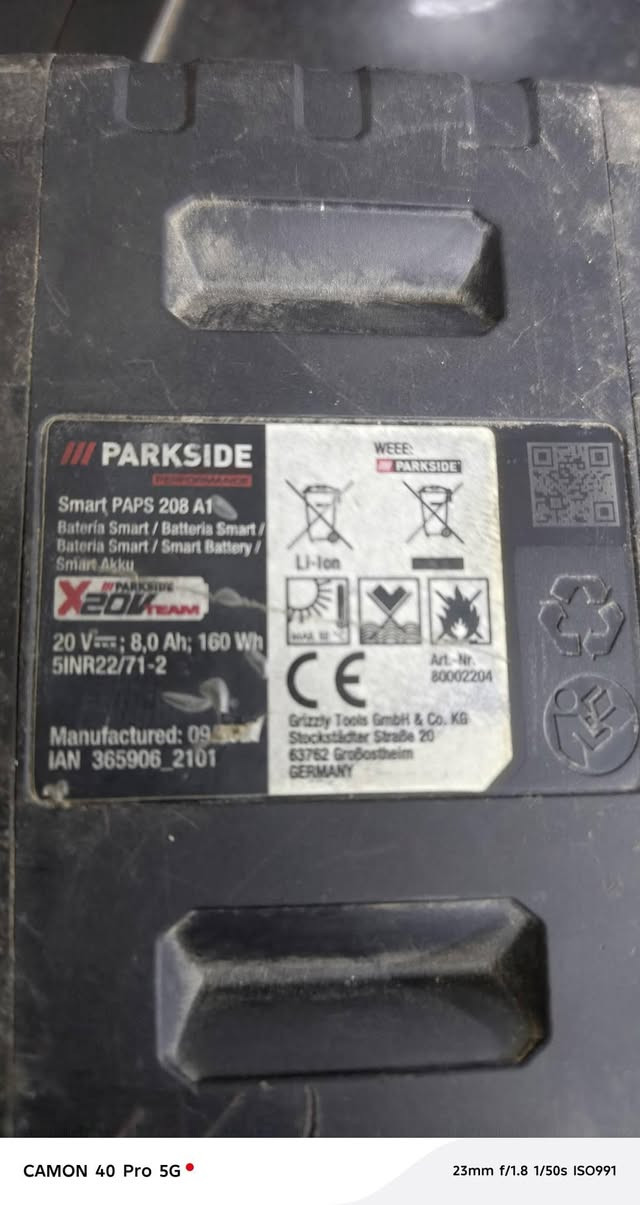 PARKSIDE
PERFORMANCE
Smart PAPS 208 A1
Batería Smart / Batteria Smart /
Bateria Smart / Smart Battery /
Smart Akku
PARKSIDE
X20V TEAM
20 V⎓; 8,0 Ah; 160 Wh
5INR22/71-2
Manufactured: 09
IAN 365906_2101
WEEE:
PARKSIDE
Li-Ion
MAX.
CE
Art.-Nr.
80002204
Grizzly Tools GmbH & Co. KG
Stockstädter Straße 20
63762 Großostheim
GERMANY
CAMON 40 Pro 5G
23mm f/1.8 1/50s ISO991